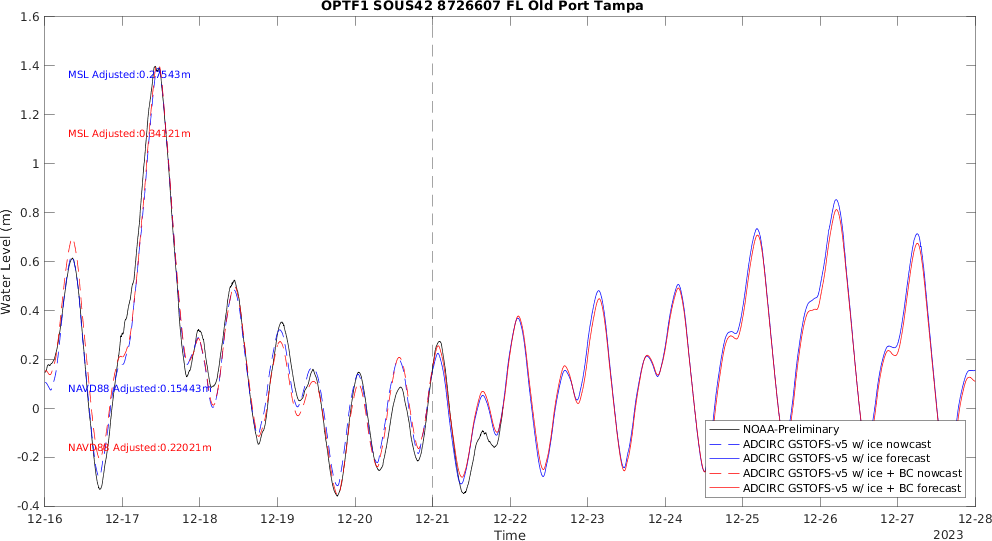 OPTF1 SOUS42 8726607 FL Old Port Tampa
1.6
1.4
1.2
1
0.8
0.6
0.4
0.2
0
-0.2
-0.4
Water Level (m)
MSL Adjusted:0.27543m
MSL Adjusted:0.34121m
NAVD88 Adjusted:0.15443m
NAVD88 Adjusted:0.22021m
NOAA-Preliminary
ADCIRC GSTOFS-v5 w/ ice nowcast
ADCIRC GSTOFS-v5 w/ ice forecast
ADCIRC GSTOFS-v5 w/ ice + BC nowcast
ADCIRC GSTOFS-v5 w/ ice + BC forecast
12-16 12-17 12-18 12-19 12-20 12-21 12-22 12-23 12-24 12-25 12-26 12-27 12-28
Time
2023